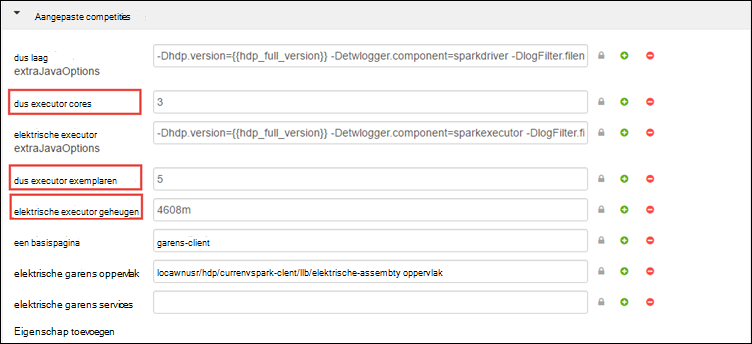 Aangepaste competities
dus laag
extraJavaOptions
-Dhdp.version={{hdp_full_version}} -Detwlogger.component=sparkdriver -DlogFilter.filen
dus executor cores
3
elektrische executor
extraJavaOptions
-Dhdp.version={{hdp_full_version}} -Detwlogger.component=sparkexecutor -DlogFilter.fi
dus executor exemplaren
5
elektrische executor geheugen
4608m
een basispagina
garens-client
elektrische garens oppervlak
locawnusr/hdp/currenvspark-clent/llb/elektrische-assembty oppervlak
elektrische garens services
Eigenschap toevoegen